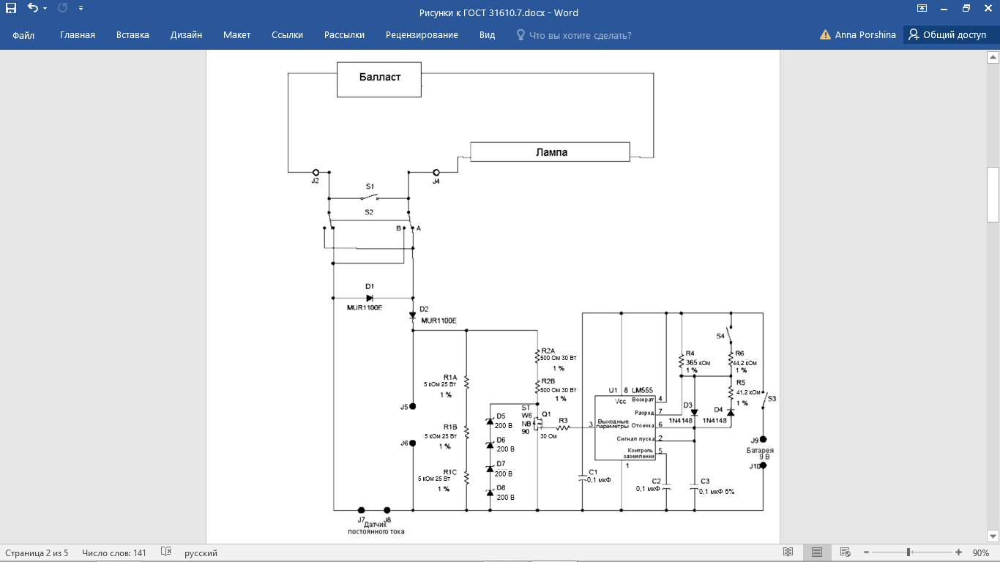 Рисунки к ГОСТ 31610.7.docx - Word
Файл
Главная
Вставка
Дизайн
Макет
Ссылки
Рассылки
Рецензирование
Вид
Что вы хотите сделать?
Anna Porshina
Общий доступ
Балласт
Лампа
J2
J4
S1
S2
B
A
D1
MUR1100E
D2
MUR1100E
R1A
5 кОм 25 Вт
1 %
R1B
5 кОм 25 Вт
1 %
R1C
5 кОм 25 Вт
1 %
J5
J6
J7
J8
Датчик
постоянного тока
R2A
500 Ом 30 Вт
1 %
R2B
500 Ом 30 Вт
1 %
D5
200 В
D6
200 В
D7
200 В
D8
200 В
ST
W6
NB
90
Q1
30 Ом
R3
U1
8
LM555
Vcc
Возврат
4
Разряд
7
3
Выходные
параметры
Отсечка
6
Сигнал пуска
2
Контроль
заземления
5
1
C1
0,1 мкФ
C2
0,1 мкФ
C3
0,1 мкФ 5%
R4
365 кОм
1 %
S4
R6
44,2 кОм
1 %
R5
41,2 кОм
1 %
D3
1N4148
D4
1N4148
S3
J9
Батарея
9 В
J10
Страница 2 из 5
Число слов: 141
русский
90%